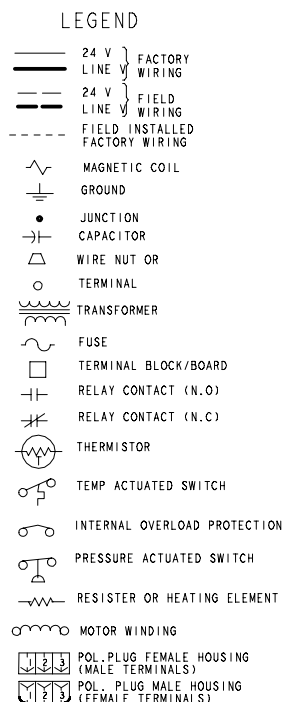 LEGEND
24 V
LINE V
FACTORY
WIRING
24 V
LINE V
FIELD
WIRING
FIELD INSTALLED
FACTORY WIRING
MAGNETIC COIL
GROUND
JUNCTION
CAPACITOR
WIRE NUT OR
TERMINAL
TRANSFORMER
FUSE
TERMINAL BLOCK/BOARD
RELAY CONTACT (N.O)
RELAY CONTACT (N.C)
THERMISTOR
TEMP ACTUATED SWITCH
INTERNAL OVERLOAD PROTECTION
PRESSURE ACTUATED SWITCH
RESISTER OR HEATING ELEMENT
MOTOR WINDING
1 2 3 POL.PLUG FEMALE HOUSING
(MALE TERMINALS)
1 2 3 POL. PLUG MALE HOUSING
(FEMALE TERMINALS)